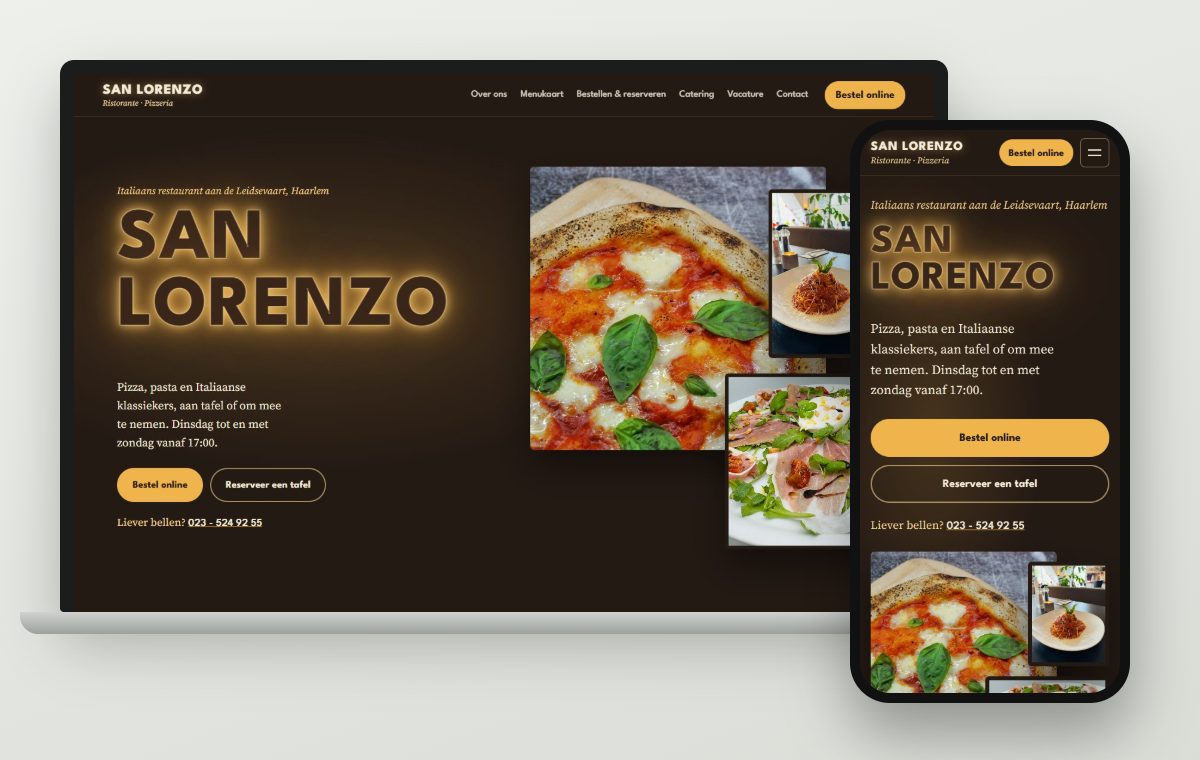 SAN LORENZO
Ristorante · Pizzeria
Over ons Menukaart Bestellen & reserveren Catering Vacature Contact Bestel online
Italiaans restaurant aan de Leidsevaart, Haarlem
SAN
LORENZO
Pizza, pasta en Italiaanse
klassiekers, aan tafel of om mee
te nemen. Dinsdag tot en met
zondag vanaf 17:00.
Bestel online Reserveer een tafel
Liever bellen? 023 - 524 92 55
SAN LORENZO
Ristorante · Pizzeria
Bestel online
Italiaans restaurant aan de Leidsevaart, Haarlem
SAN
LORENZO
Pizza, pasta en Italiaanse
klassiekers, aan tafel of om mee
te nemen. Dinsdag tot en met
zondag vanaf 17:00.
Bestel online
Reserveer een tafel
Liever bellen? 023 - 524 92 55